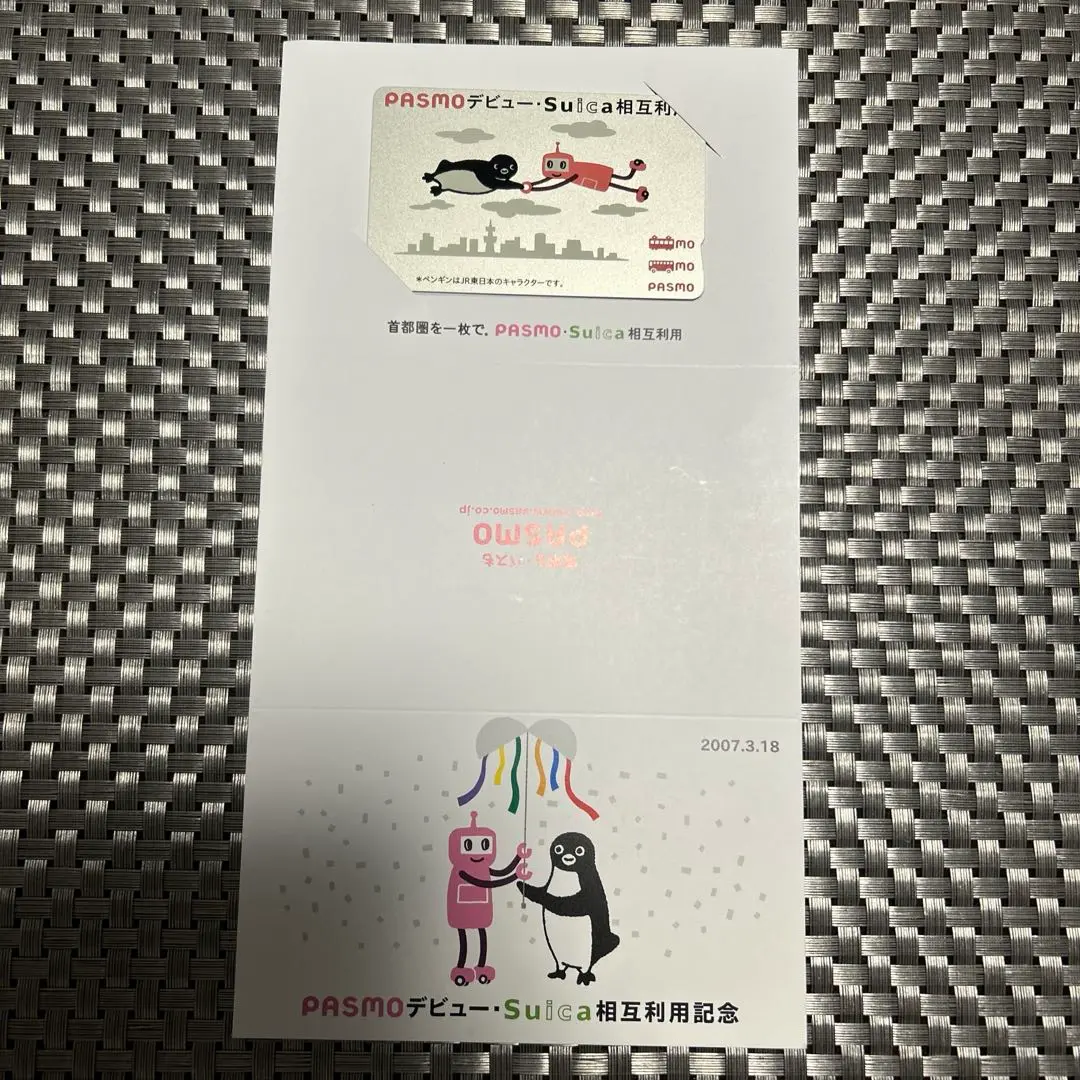 PASMOデビュー・Suica相互利
MO
MO
PASMO
*ペンギンはJR東日本のキャラクターです。
首都圏を一枚で。PASMO・Suica相互利用
PASMO
バスも
2007.3.18
PASMOデビュー・Suica相互利用記念